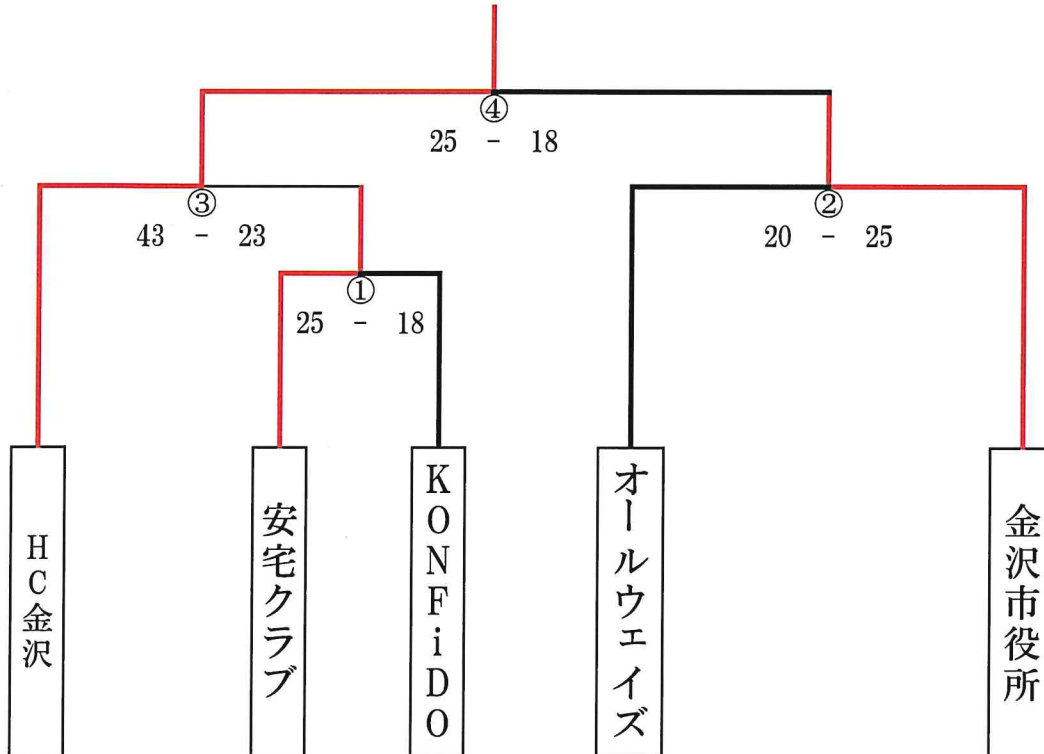 ④
25 - 18
③
43 - 23
②
20 - 25
①
25 - 18
HC金沢
安宅クラブ
KONFiDO
オールウェイズ
金沢市役所